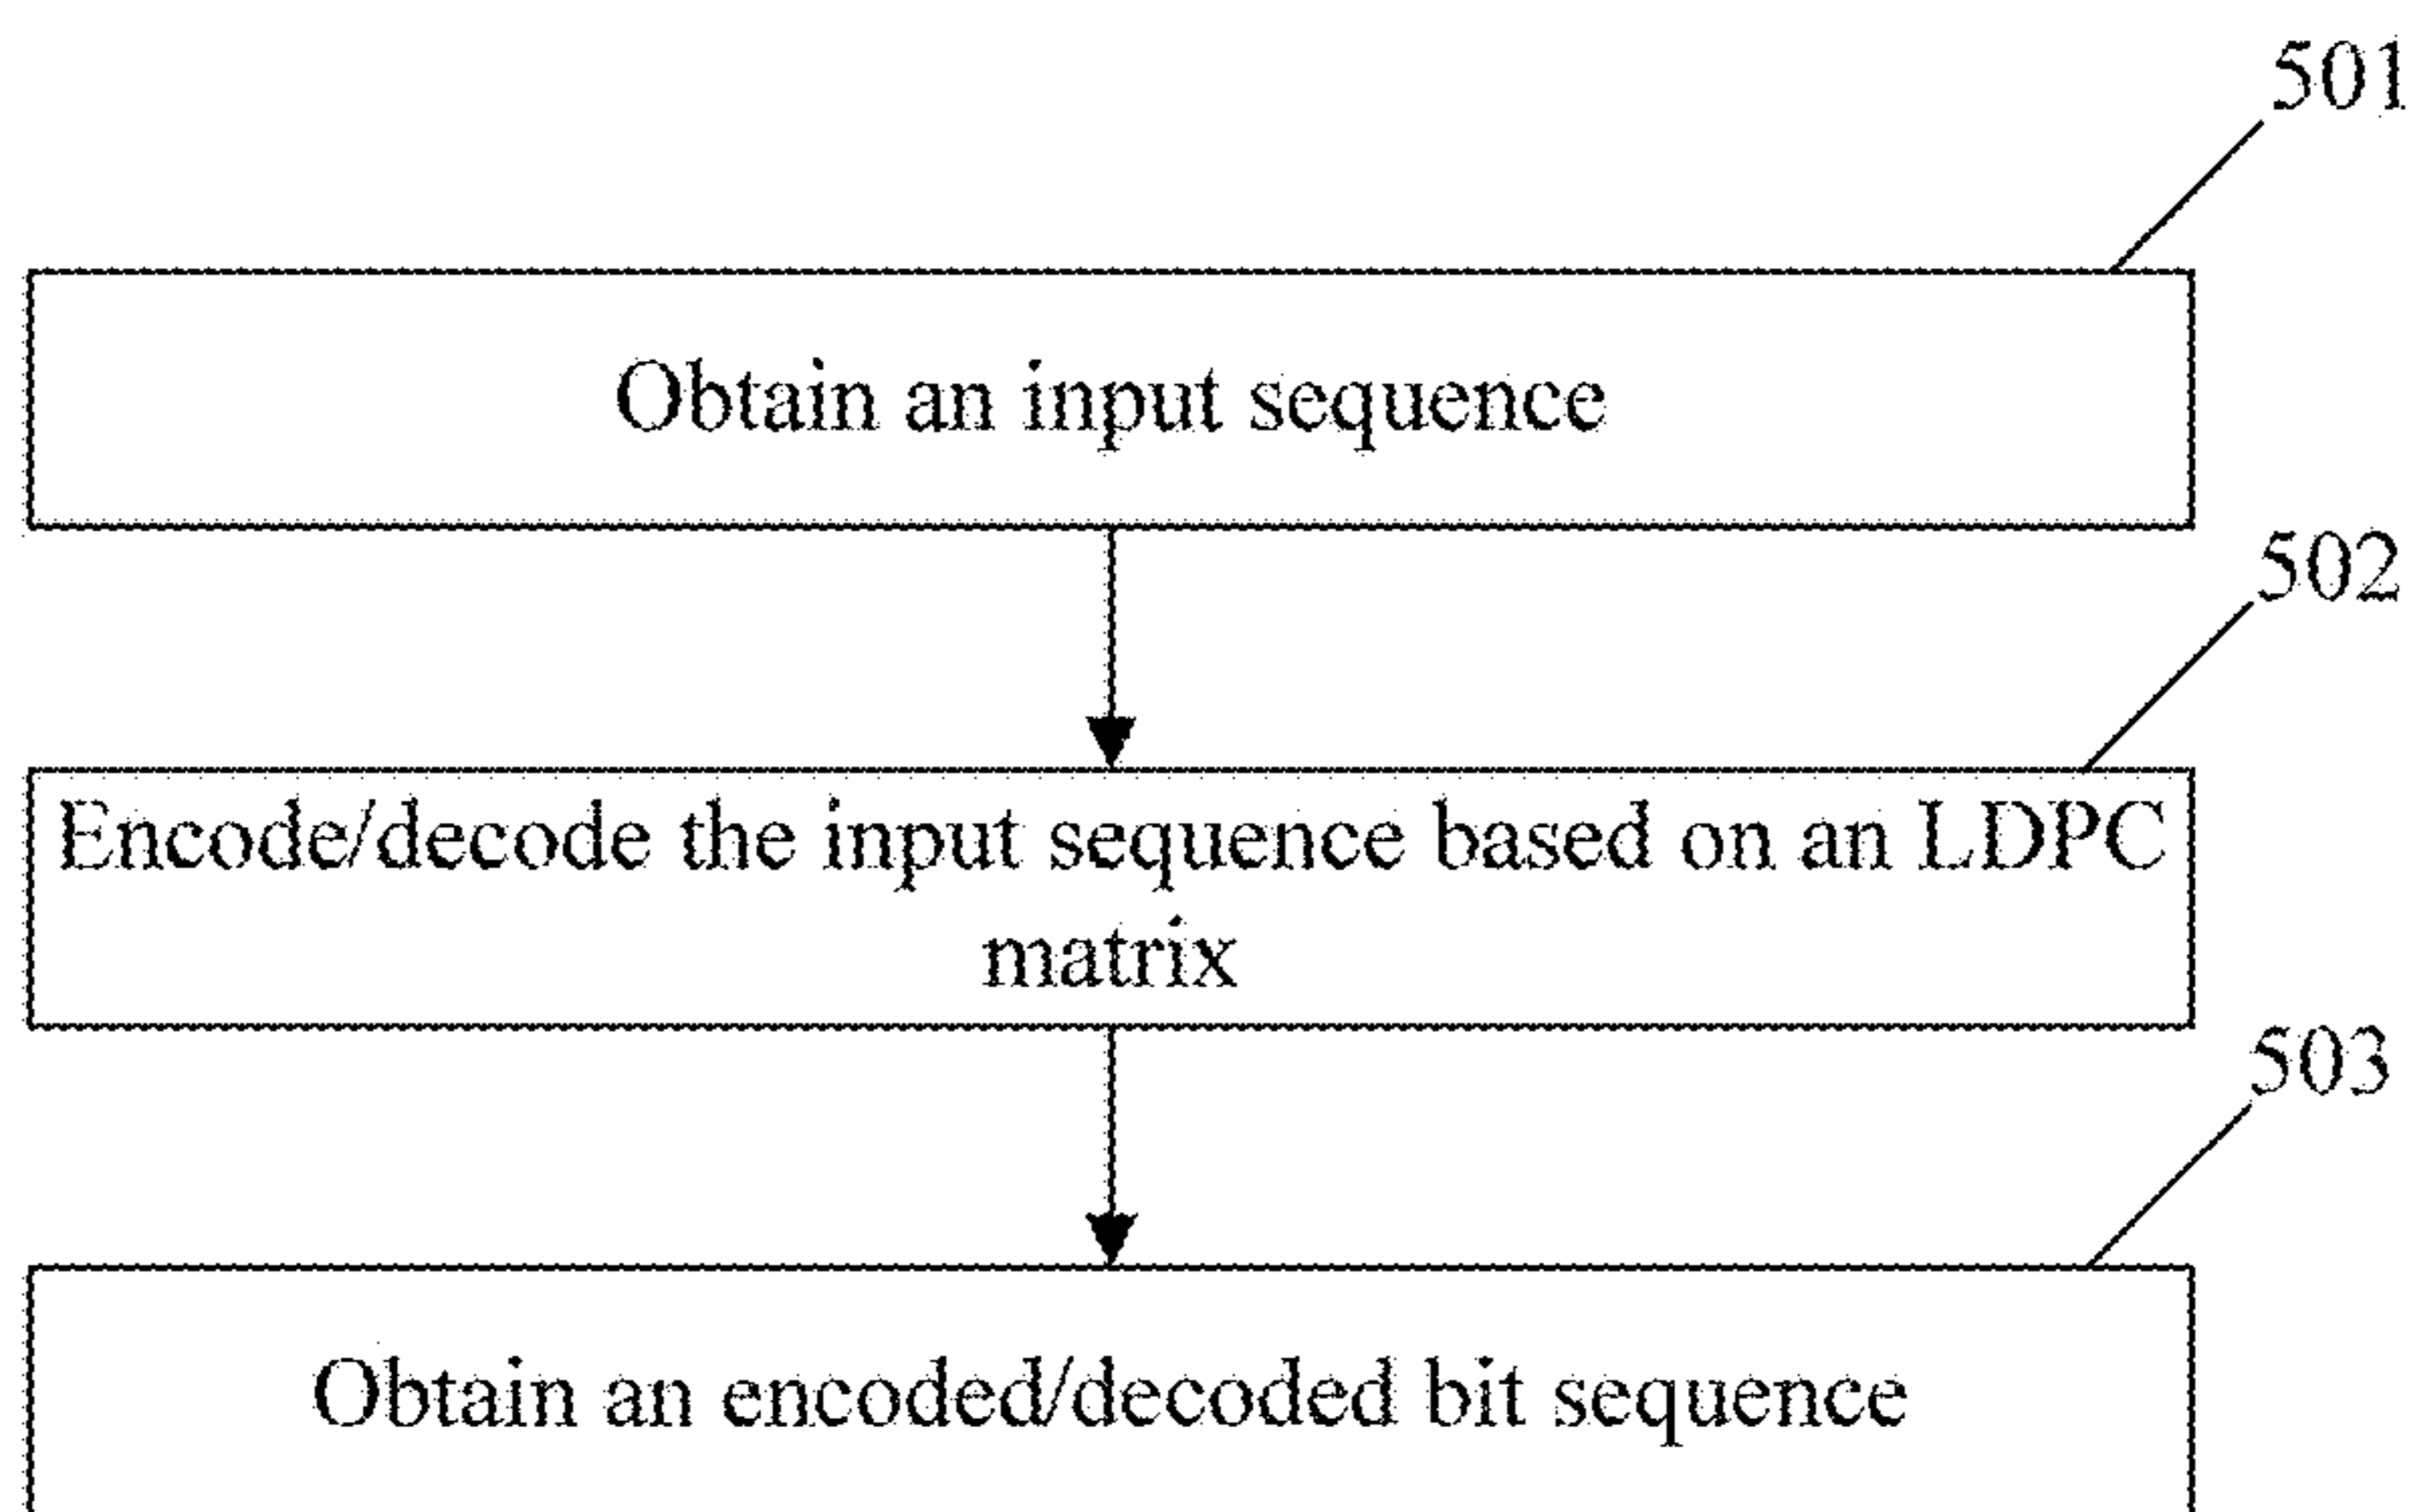 501
Obtain an input sequence
502
Encode/decode the input sequence based on an LDPC
matrix
503
Obtain an encoded/decoded bit sequence